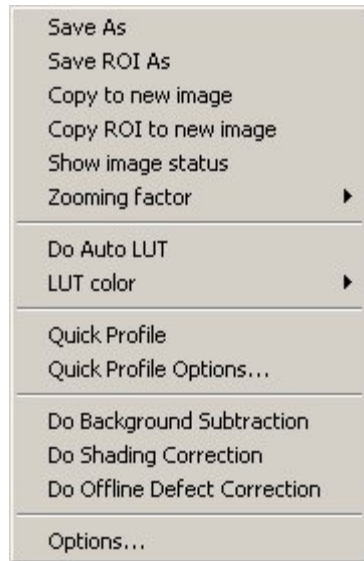 Save As
Save ROI As
Copy to new image
Copy ROI to new image
Show image status
Zooming factor
Do Auto LUT
LUT color
Quick Profile
Quick Profile Options...
Do Background Subtraction
Do Shading Correction
Do Offline Defect Correction
Options...